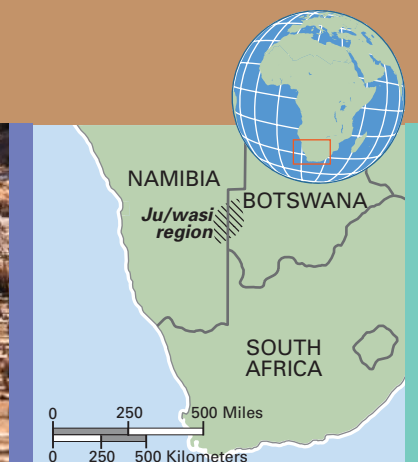 NAMIBIA
BOTSWANA
Ju/wasi
region
SOUTH
AFRICA
0 250 500 Miles
0 250 500 Kilometers